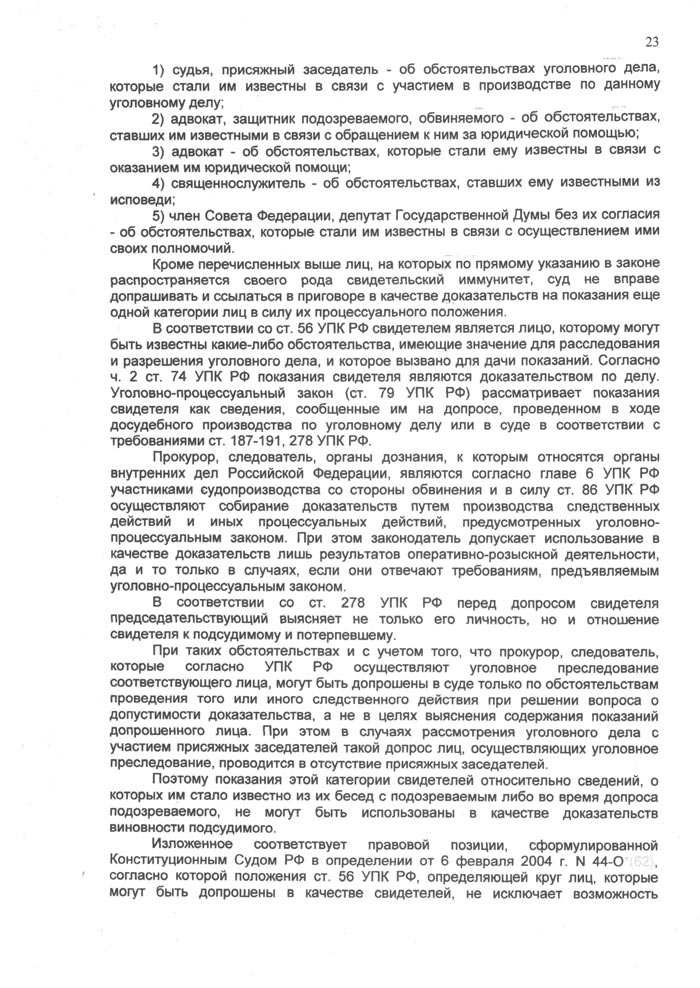 23
1) судья, присяжный заседатель - об обстоятельствах уголовного дела,
которые стали им известны в связи с участием в производстве по данному
уголовному делу;
2) адвокат, защитник подозреваемого, обвиняемого - об обстоятельствах,
ставших им известными в связи с обращением к ним за юридической помощью;
3) адвокат - об обстоятельствах, которые стали ему известны в связи с
оказанием им юридической помощи;
4) священнослужитель - об обстоятельствах, ставших ему известными из
исповеди;
5) член Совета Федерации, депутат Государственной Думы без их согласия
- об обстоятельствах, которые стали им известны в связи с осуществлением ими
своих полномочий.
Кроме перечисленных выше лиц, на которых по прямому указанию в законе
распространяется своего рода свидетельский иммунитет, суд не вправе
допрашивать и ссылаться в приговоре в качестве доказательств на показания еще
одной категории лиц в силу их процессуального положения.
В соответствии со ст. 56 УПК РФ свидетелем является лицо, которому могут
быть известны какие-либо обстоятельства, имеющие значение для расследования
и разрешения уголовного дела, и которое вызвано для дачи показаний. Согласно
ч. 2 ст. 74 УПК РФ показания свидетеля являются доказательством по делу.
Уголовно-процессуальный закон (ст. 79 УПК РФ) рассматривает показания
свидетеля как сведения, сообщенные им на допросе, проведенном в ходе
досудебного производства по уголовному делу или в суде в соответствии с
требованиями ст. 187-191, 278 УПК РФ.
Прокурор, следователь, органы дознания, к которым относятся органы
внутренних дел Российской Федерации, являются согласно главе 6 УПК РФ
участниками судопроизводства со стороны обвинения и в силу ст. 86 УПК РФ
осуществляют собирание доказательств путем производства следственных
действий и иных процессуальных действий, предусмотренных уголовно-
процессуальным законом. При этом законодатель допускает использование в
качестве доказательств лишь результатов оперативно-розыскной деятельности,
да и то только в случаях, если они отвечают требованиям, предъявляемым
уголовно-процессуальным законом.
В соответствии со ст. 278 УПК РФ перед допросом свидетеля
председательствующий выясняет не только его личность, но и отношение
свидетеля к подсудимому и потерпевшему.
При таких обстоятельствах и с учетом того, что прокурор, следователь,
которые согласно УПК РФ осуществляют уголовное преследование
соответствующего лица, могут быть допрошены в суде только по обстоятельствам
проведения того или иного следственного действия при решении вопроса о
допустимости доказательства, а не в целях выяснения содержания показаний
допрошенного лица. При этом в случаях рассмотрения уголовного дела с
участием присяжных заседателей такой допрос лиц, осуществляющих уголовное
преследование, проводится в отсутствие присяжных заседателей.
Поэтому показания этой категории свидетелей относительно сведений, о
которых им стало известно из их бесед с подозреваемым либо во время допроса
подозреваемого, не могут быть использованы в качестве доказательств
виновности подсудимого.
Изложенное соответствует правовой позиции, сформулированной
Конституционным Судом РФ в определении от 6 февраля 2004 г. N 44-О*(62),
согласно которой положения ст. 56 УПК РФ, определяющей круг лиц, которые
могут быть допрошены в качестве свидетелей, не исключает возможность